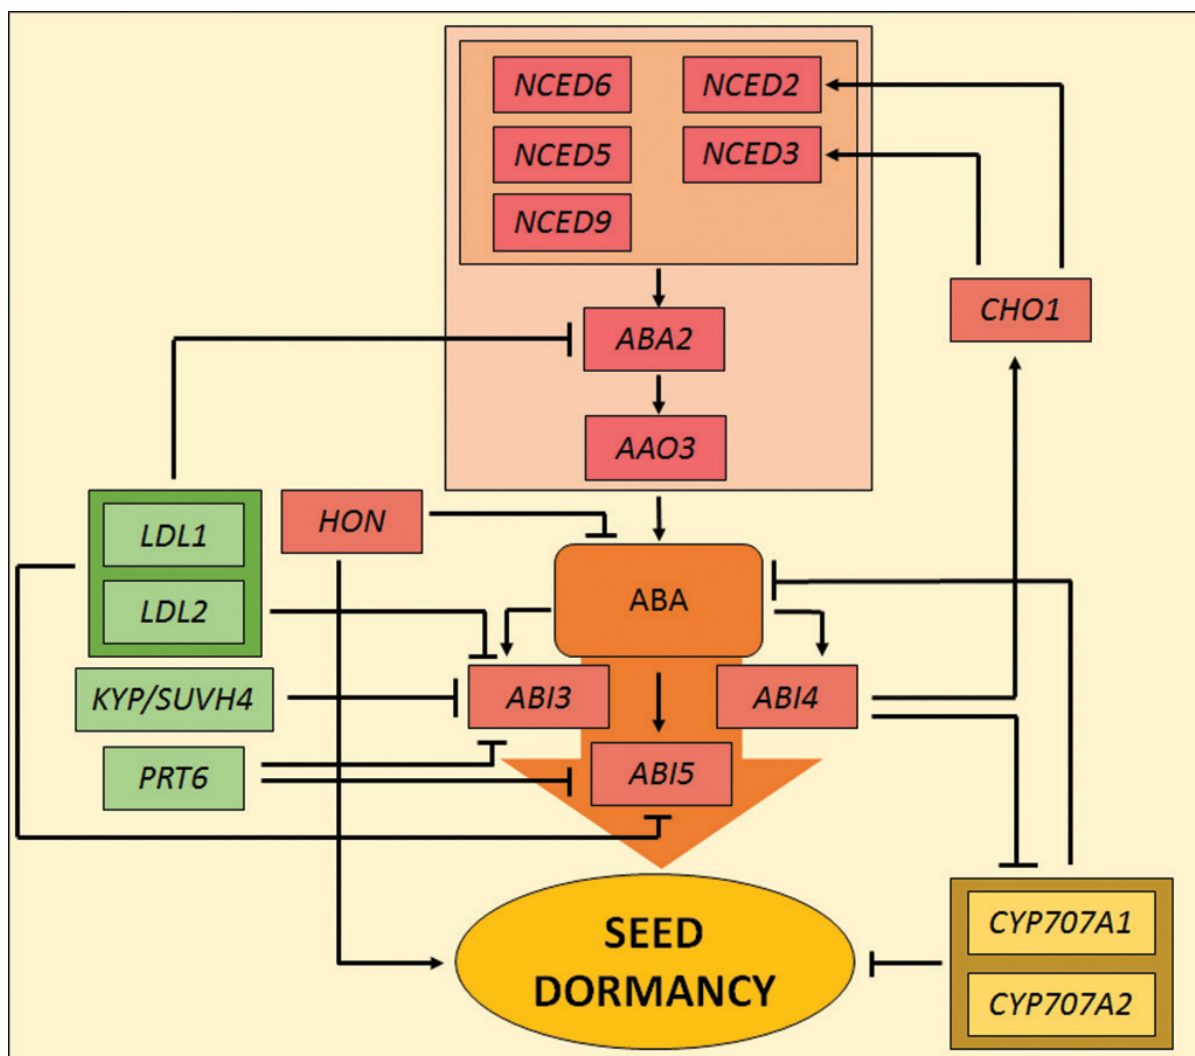 NCED6
NCED2
NCED5
NCED3
NCED9
CHO1
ABA2
AAO3
LDL1
HON
LDL2
ABA
KYP/SUVH4
ABI3
ABI4
PRT6
ABI5
SEED
DORMANCY
CYP707A1
CYP707A2